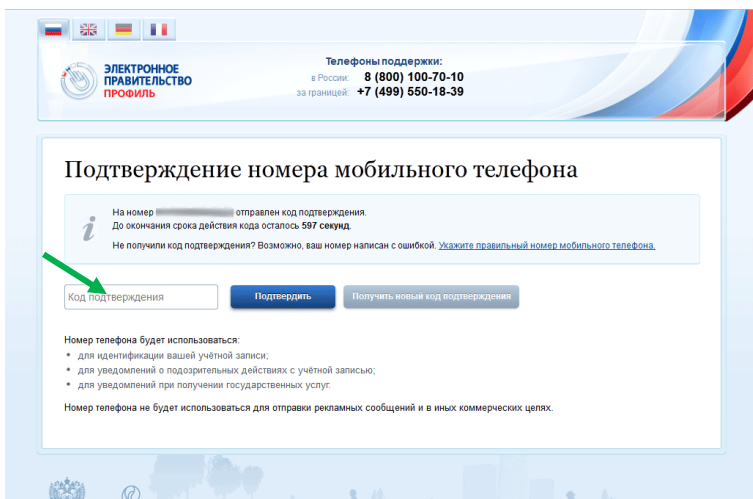 ЭЛЕКТРОННОЕ
ПРАВИТЕЛЬСТВО
ПРОФИЛЬ
Телефоны поддержки:
в России: 8 (800) 100-70-10
за границей: +7 (499) 550-18-39
Подтверждение номера мобильного телефона
На номер отправлен код подтверждения.
До окончания срока действия кода осталось 597 секунд.
Не получили код подтверждения? Возможно, ваш номер написан с ошибкой. Укажите правильный номер мобильного телефона.
Код подтверждения Подтвердить Получить новый код подтверждения
Номер телефона будет использоваться:
• для идентификации вашей учётной записи;
• для уведомлений о подозрительных действиях с учётной записью;
• для уведомлений при получении государственных услуг.
Номер телефона не будет использоваться для отправки рекламных сообщений и в иных коммерческих целях.